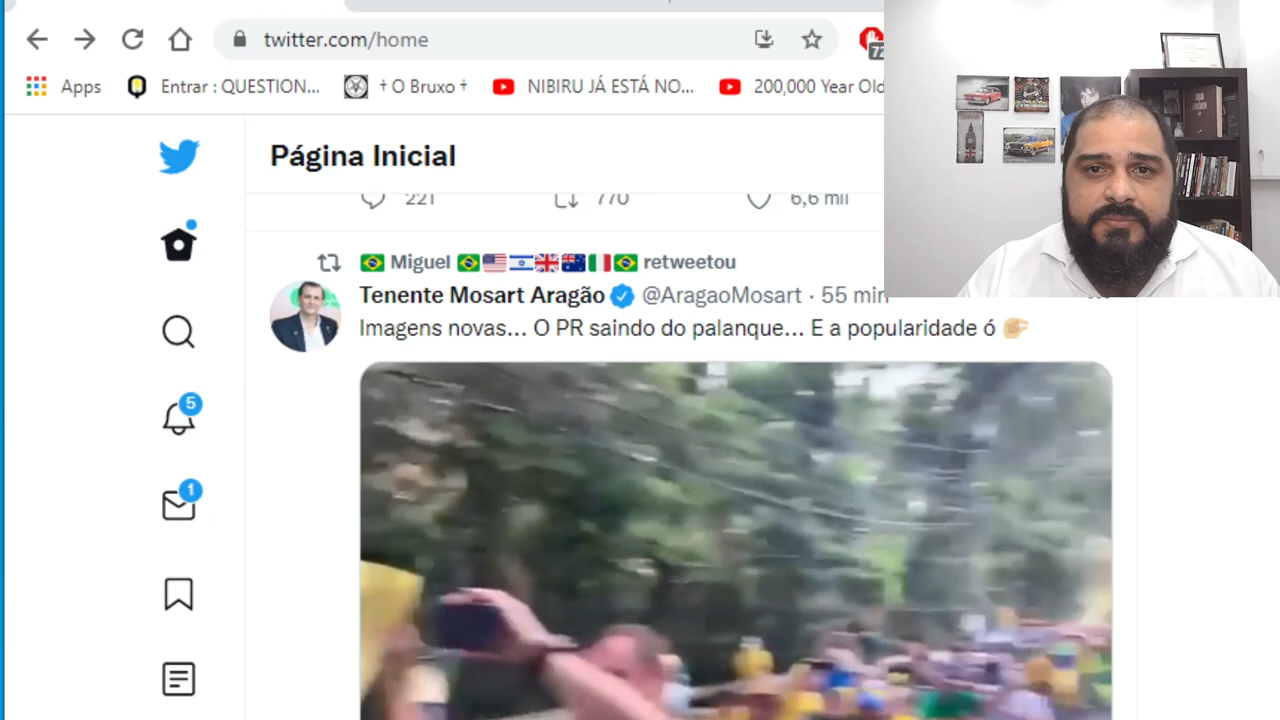 twitter.com/home
72
Apps
Entrar : QUESTION...
† O Bruxo †
NIBIRU JÁ ESTÁ NO...
200,000 Year Old
Página Inicial
221 770 6,6 mil
Miguel retweetou
Tenente Mosart Aragão @AragaoMosart · 55 min
Imagens novas... O PR saindo do palanque... E a popularidade ó
5
1